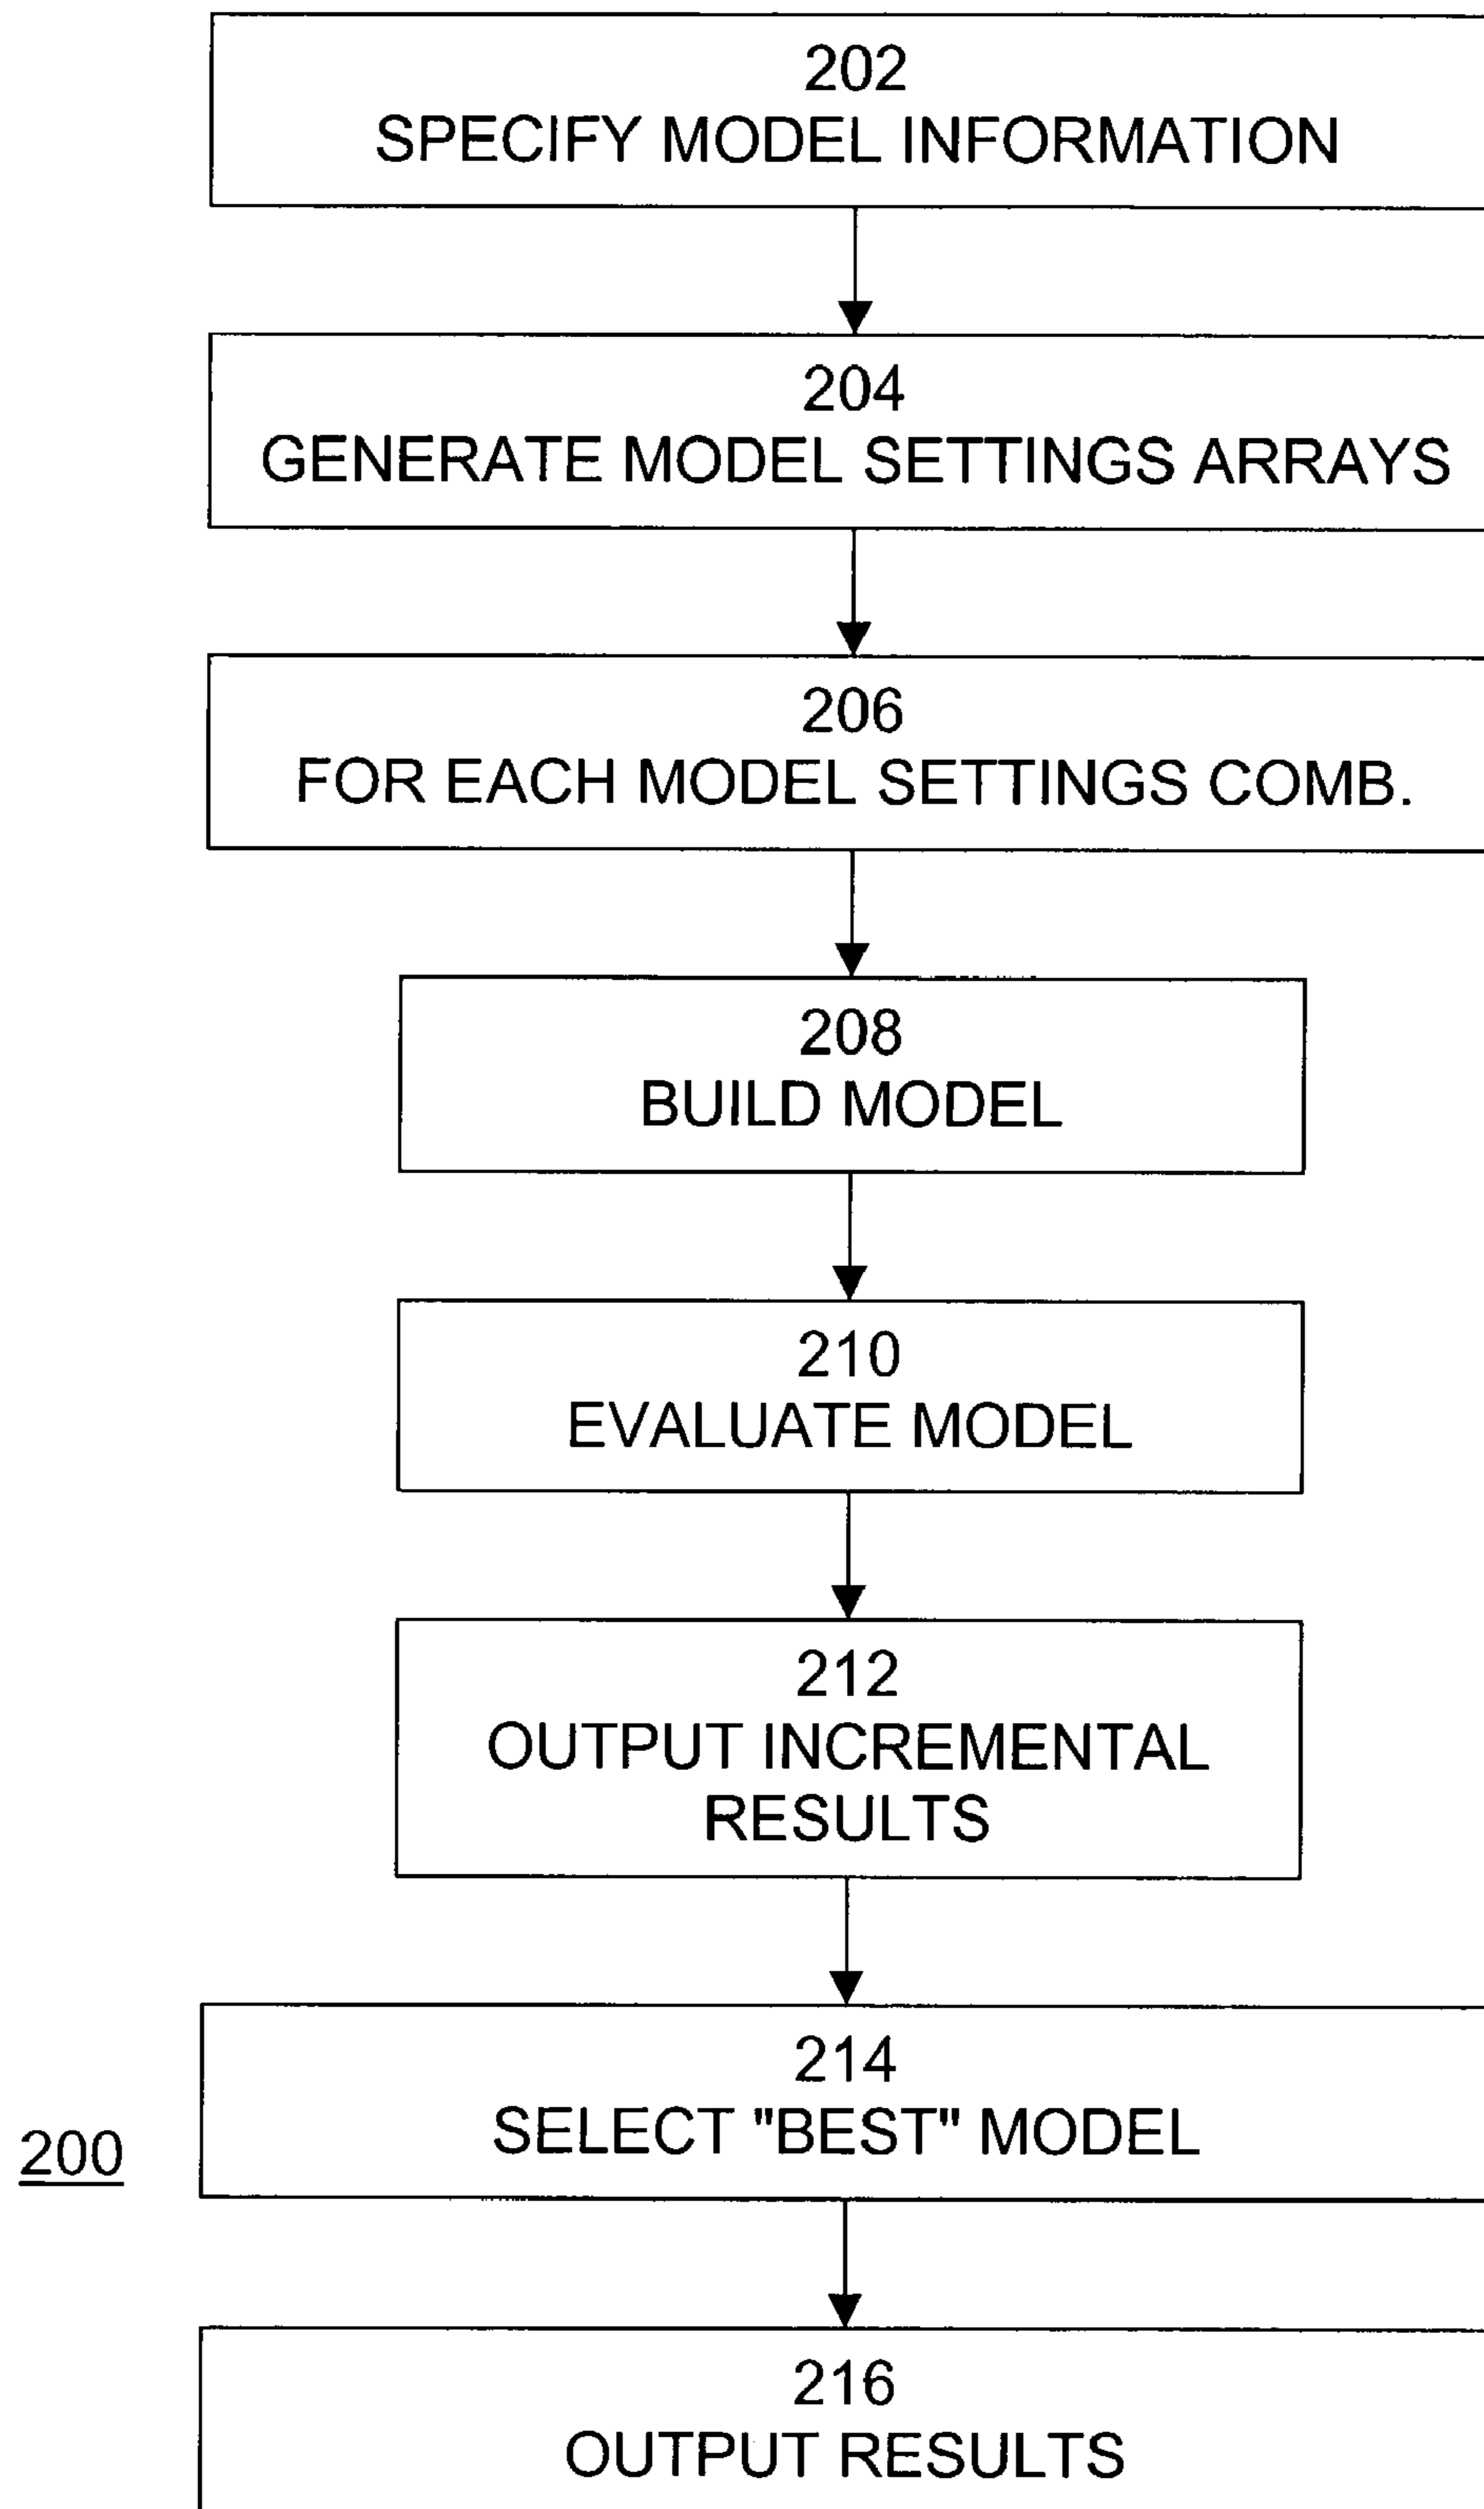 202
SPECIFY MODEL INFORMATION
204
GENERATE MODEL SETTINGS ARRAYS
206
FOR EACH MODEL SETTINGS COMB.
208
BUILD MODEL
210
EVALUATE MODEL
212
OUTPUT INCREMENTAL
RESULTS
214
SELECT "BEST" MODEL
200
216
OUTPUT RESULTS